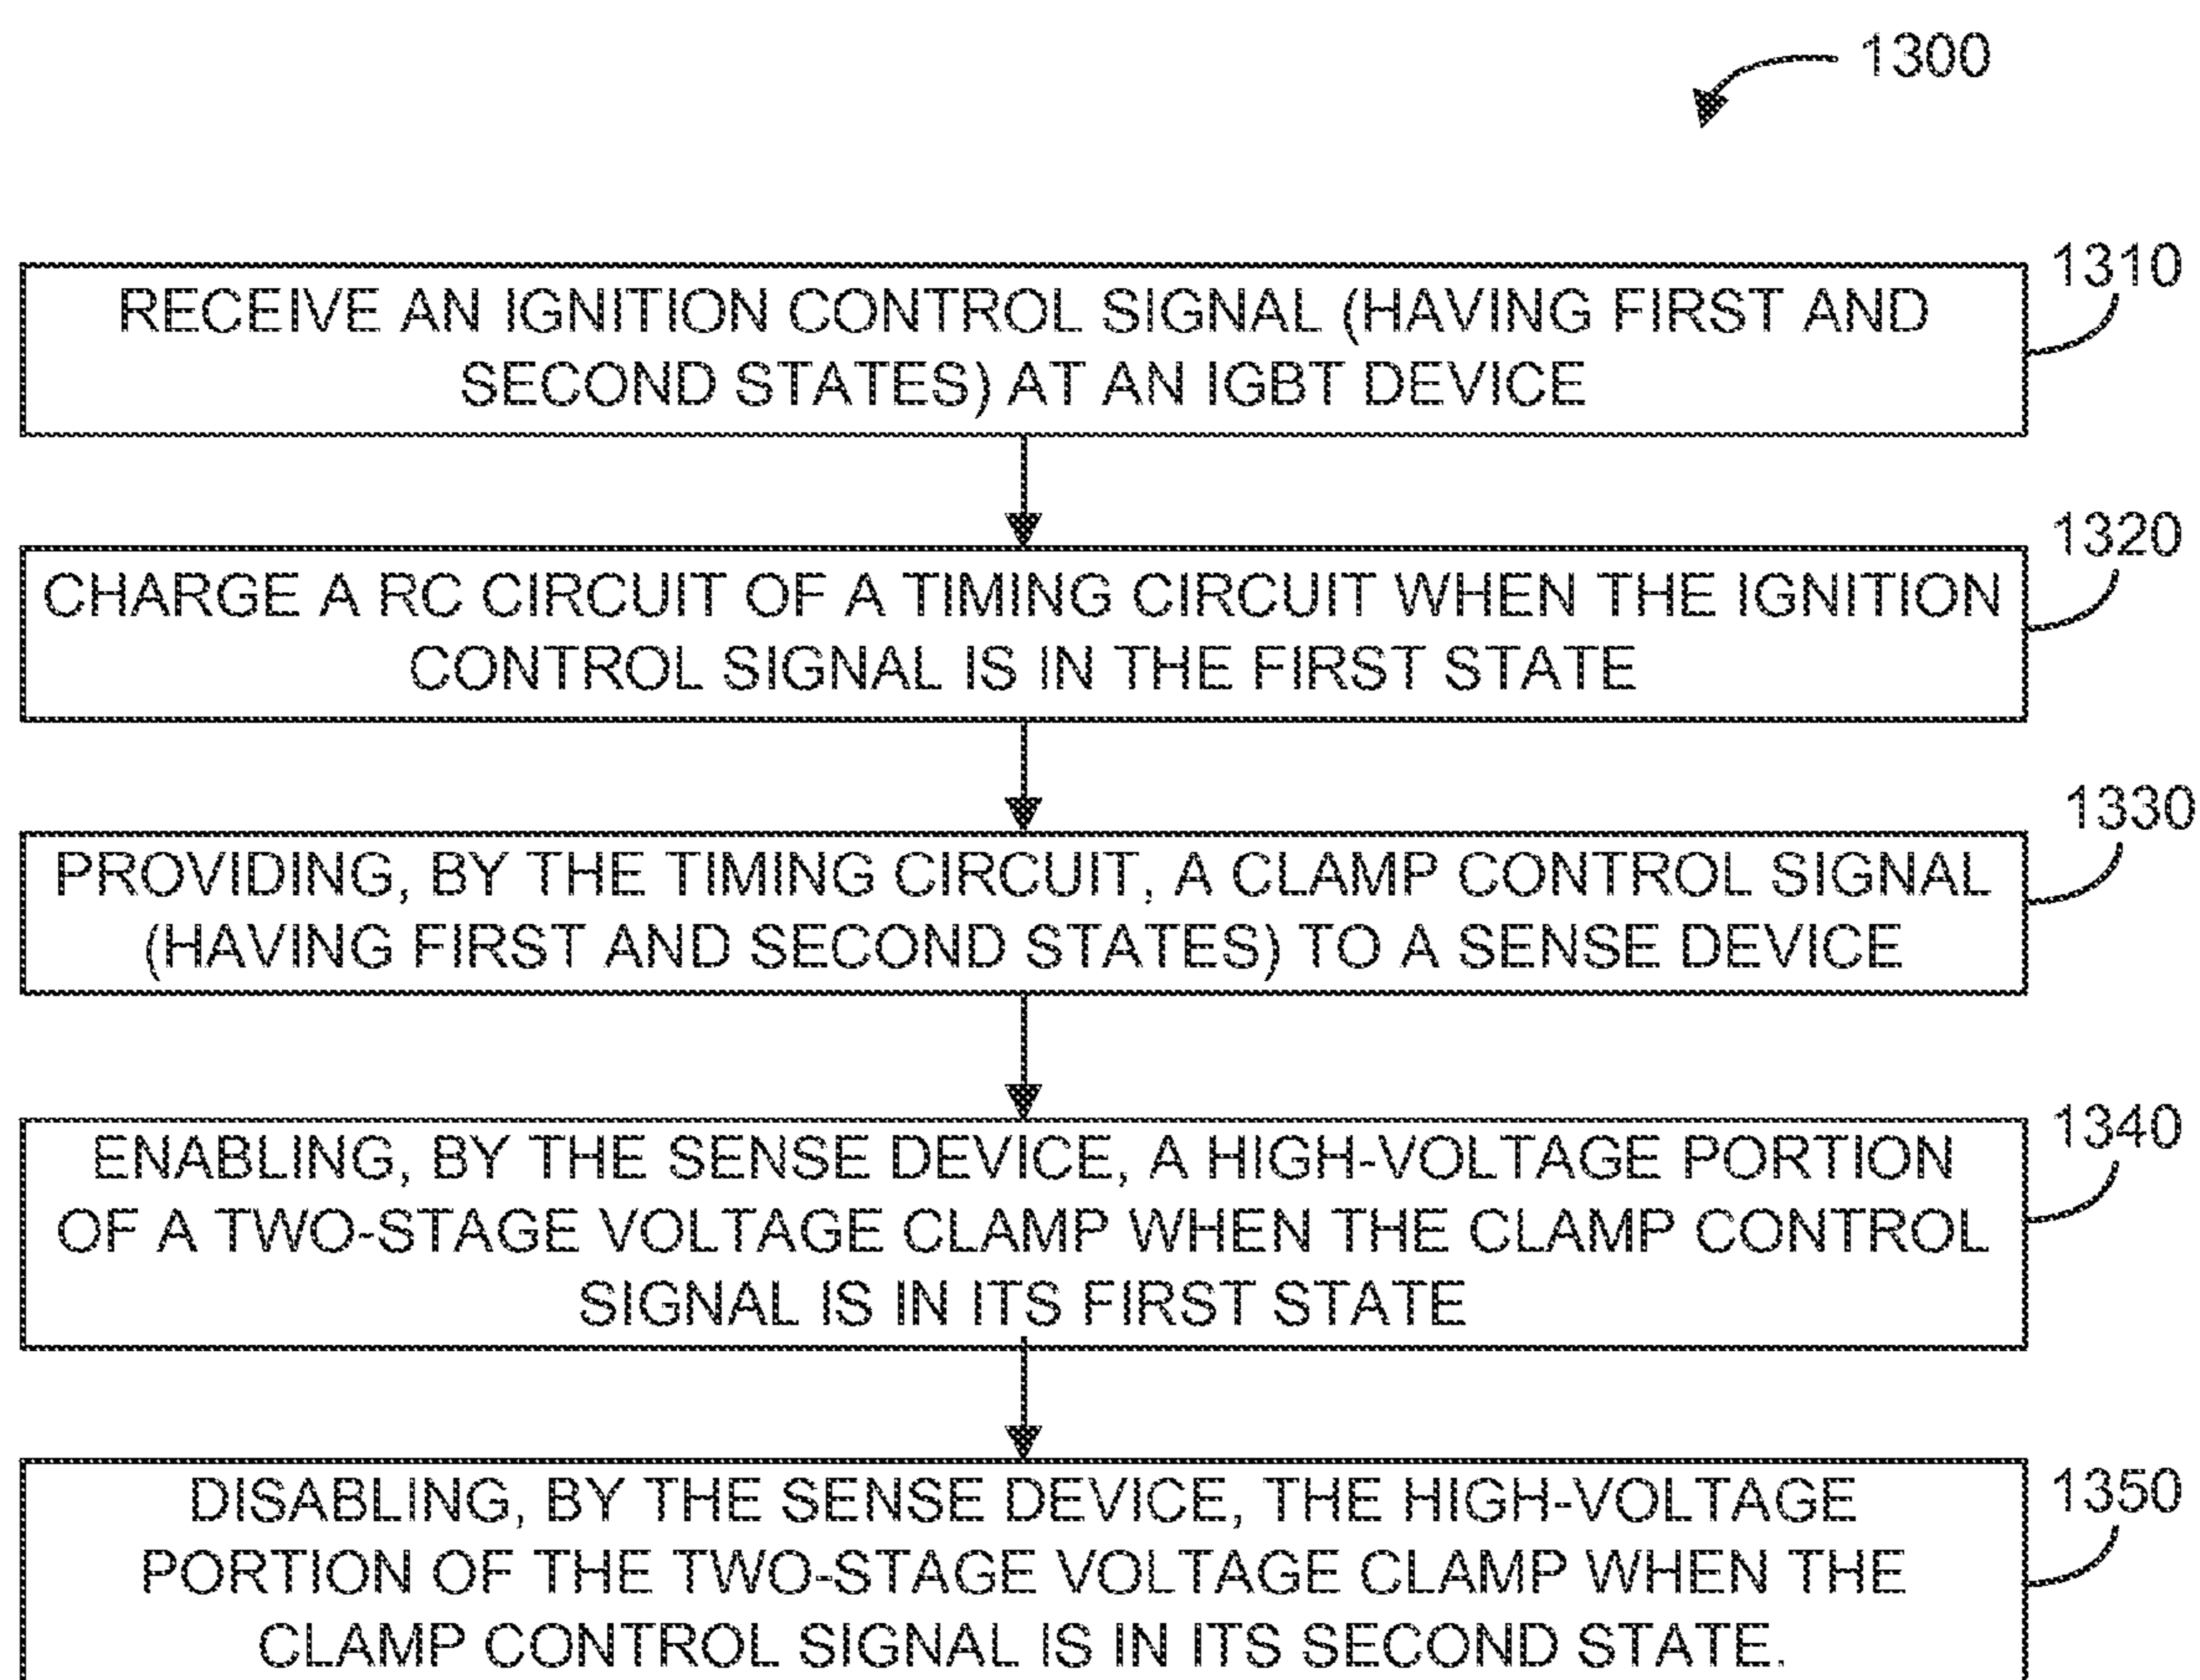 1300
1310
RECEIVE AN IGNITION CONTROL SIGNAL (HAVING FIRST AND
SECOND STATES) AT AN IGBT DEVICE
1320
CHARGE A RC CIRCUIT OF A TIMING CIRCUIT WHEN THE IGNITION
CONTROL SIGNAL IS IN THE FIRST STATE
1330
PROVIDING, BY THE TIMING CIRCUIT, A CLAMP CONTROL SIGNAL
(HAVING FIRST AND SECOND STATES) TO A SENSE DEVICE
1340
ENABLING, BY THE SENSE DEVICE, A HIGH-VOLTAGE PORTION
OF A TWO-STAGE VOLTAGE CLAMP WHEN THE CLAMP CONTROL
SIGNAL IS IN ITS FIRST STATE
1350
DISABLING, BY THE SENSE DEVICE, THE HIGH-VOLTAGE
PORTION OF THE TWO-STAGE VOLTAGE CLAMP WHEN THE
CLAMP CONTROL SIGNAL IS IN ITS SECOND STATE.